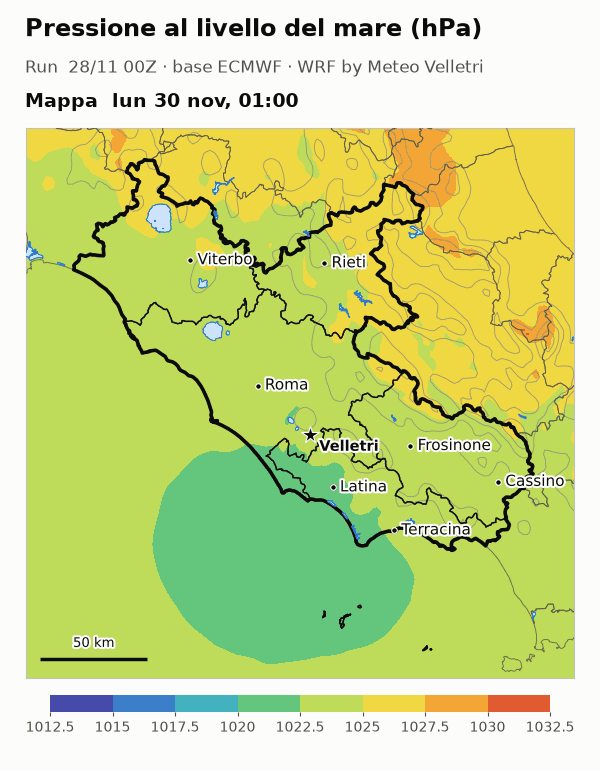 Pressione al livello del mare (hPa)
Run  28/11 00Z · base ECMWF · WRF by Meteo Velletri
Mappa  lun 30 nov, 01:00
Viterbo
Rieti
Roma
Velletri
Frosinone
Cassino
Latina
Terracina
50 km
1012.5 1015 1017.5 1020 1022.5 1025 1027.5 1030 1032.5